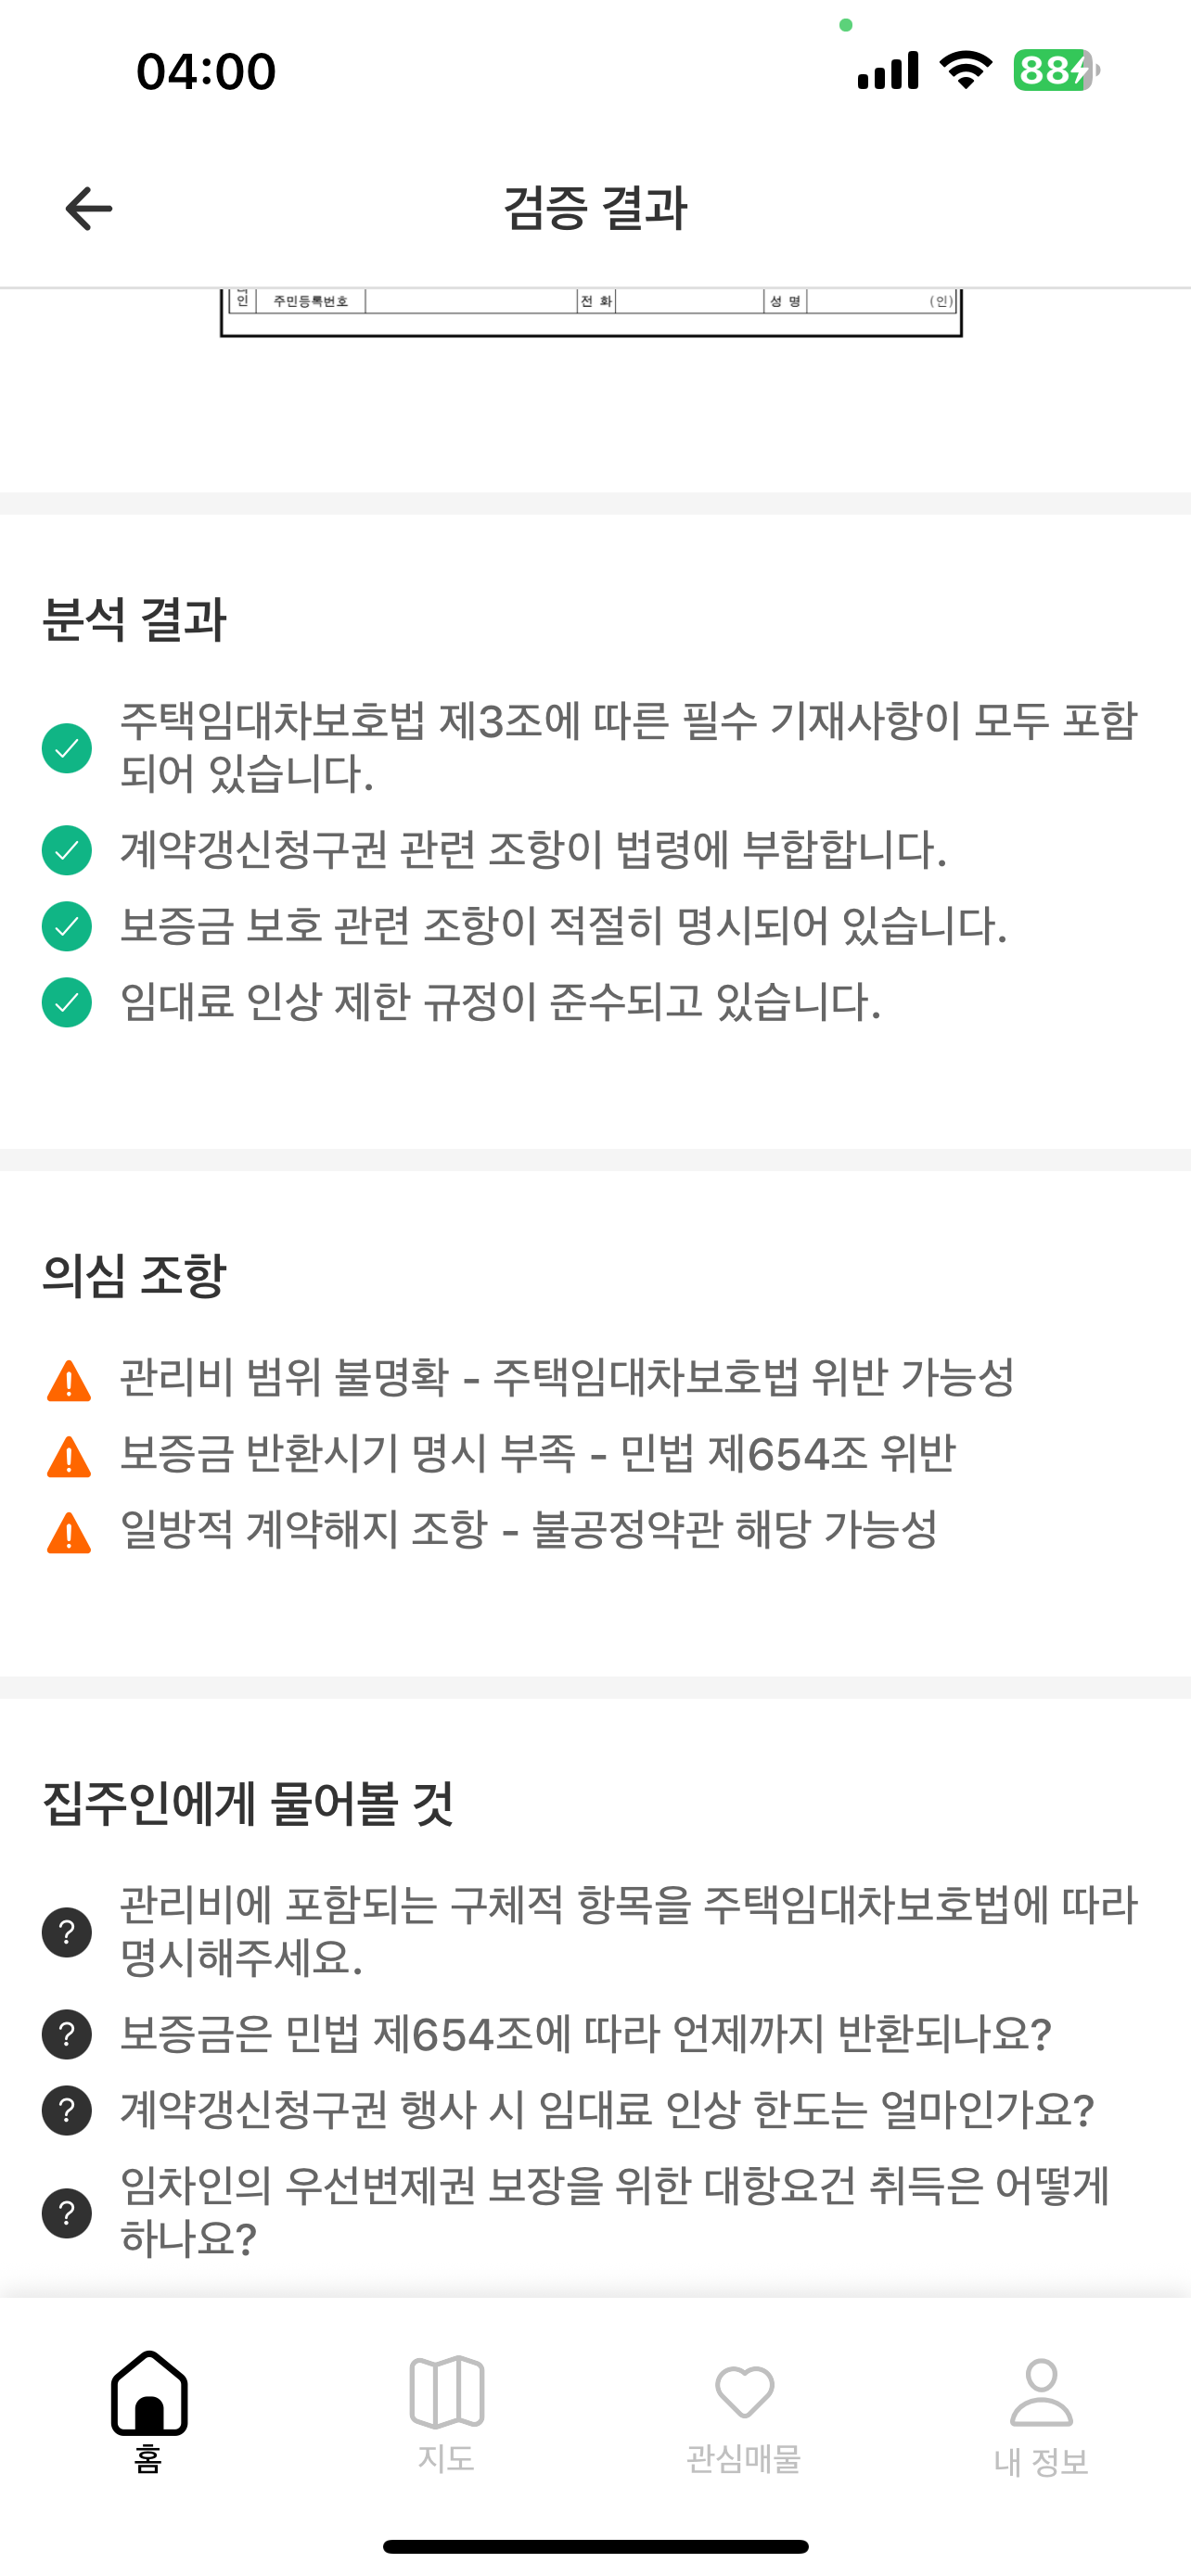 04:00
88
검증 결과
인 주민등록번호 전 화 성 명 (인)
분석 결과
주택임대차보호법 제3조에 따른 필수 기재사항이 모두 포함
되어 있습니다.
계약갱신청구권 관련 조항이 법령에 부합합니다.
보증금 보호 관련 조항이 적절히 명시되어 있습니다.
임대료 인상 제한 규정이 준수되고 있습니다.
의심 조항
관리비 범위 불명확 - 주택임대차보호법 위반 가능성
보증금 반환시기 명시 부족 - 민법 제654조 위반
일방적 계약해지 조항 - 불공정약관 해당 가능성
집주인에게 물어볼 것
관리비에 포함되는 구체적 항목을 주택임대차보호법에 따라
명시해주세요.
보증금은 민법 제654조에 따라 언제까지 반환되나요?
계약갱신청구권 행사 시 임대료 인상 한도는 얼마인가요?
임차인의 우선변제권 보장을 위한 대항요건 취득은 어떻게
하나요?
홈 지도 관심매물 내 정보